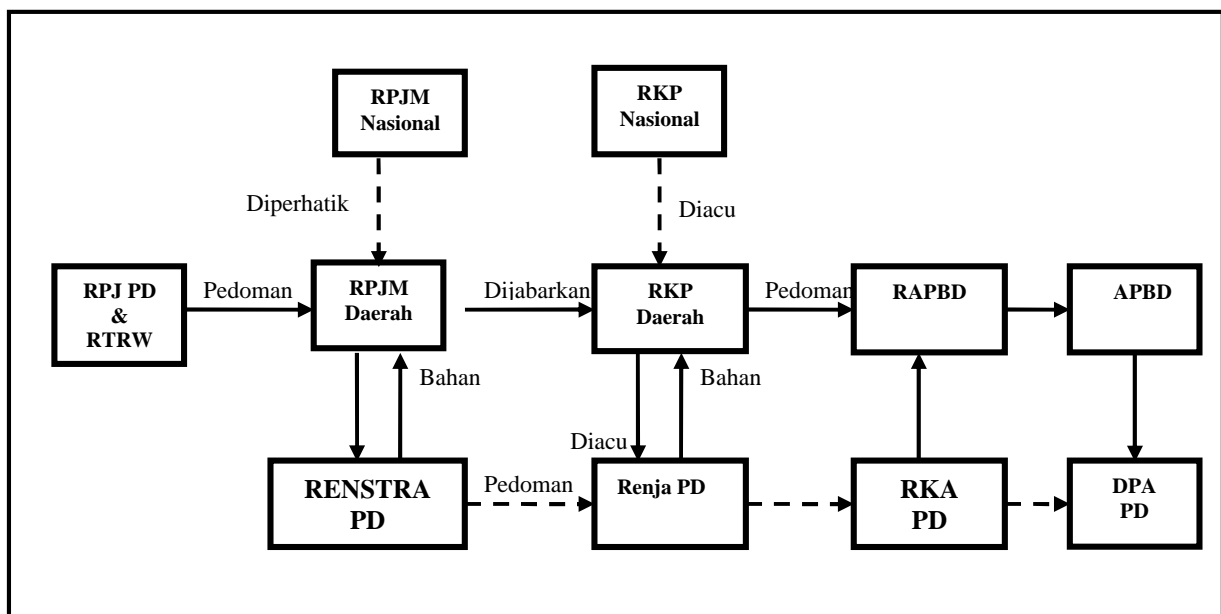 RPJM
Nasional
RKP
Nasional
Diperhatik
Diacu
RPJ PD
&
RTRW
Pedoman
RPJM
Daerah
Dijabarkan
RKP
Daerah
Pedoman
RAPBD
APBD
Bahan
Bahan
Diacu
RENSTRA
PD
Pedoman
Renja PD
RKA
PD
DPA
PD